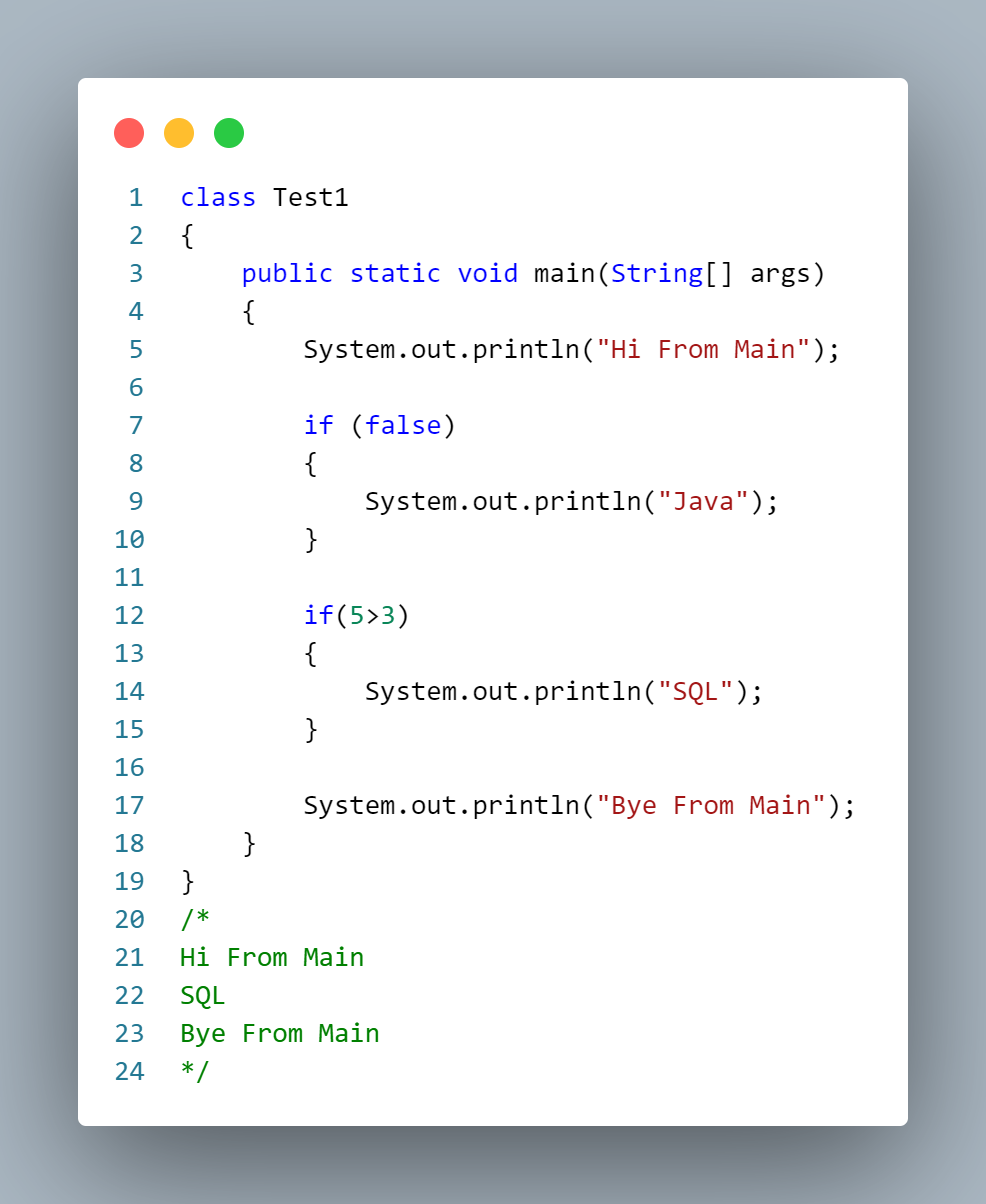 1 class Test1
2 {
3     public static void main(String[] args)
4     {
5         System.out.println("Hi From Main");
6
7         if (false)
8         {
9             System.out.println("Java");
10         }
11
12         if(5>3)
13         {
14             System.out.println("SQL");
15         }
16
17         System.out.println("Bye From Main");
18     }
19 }
20 /*
21 Hi From Main
22 SQL
23 Bye From Main
24 */